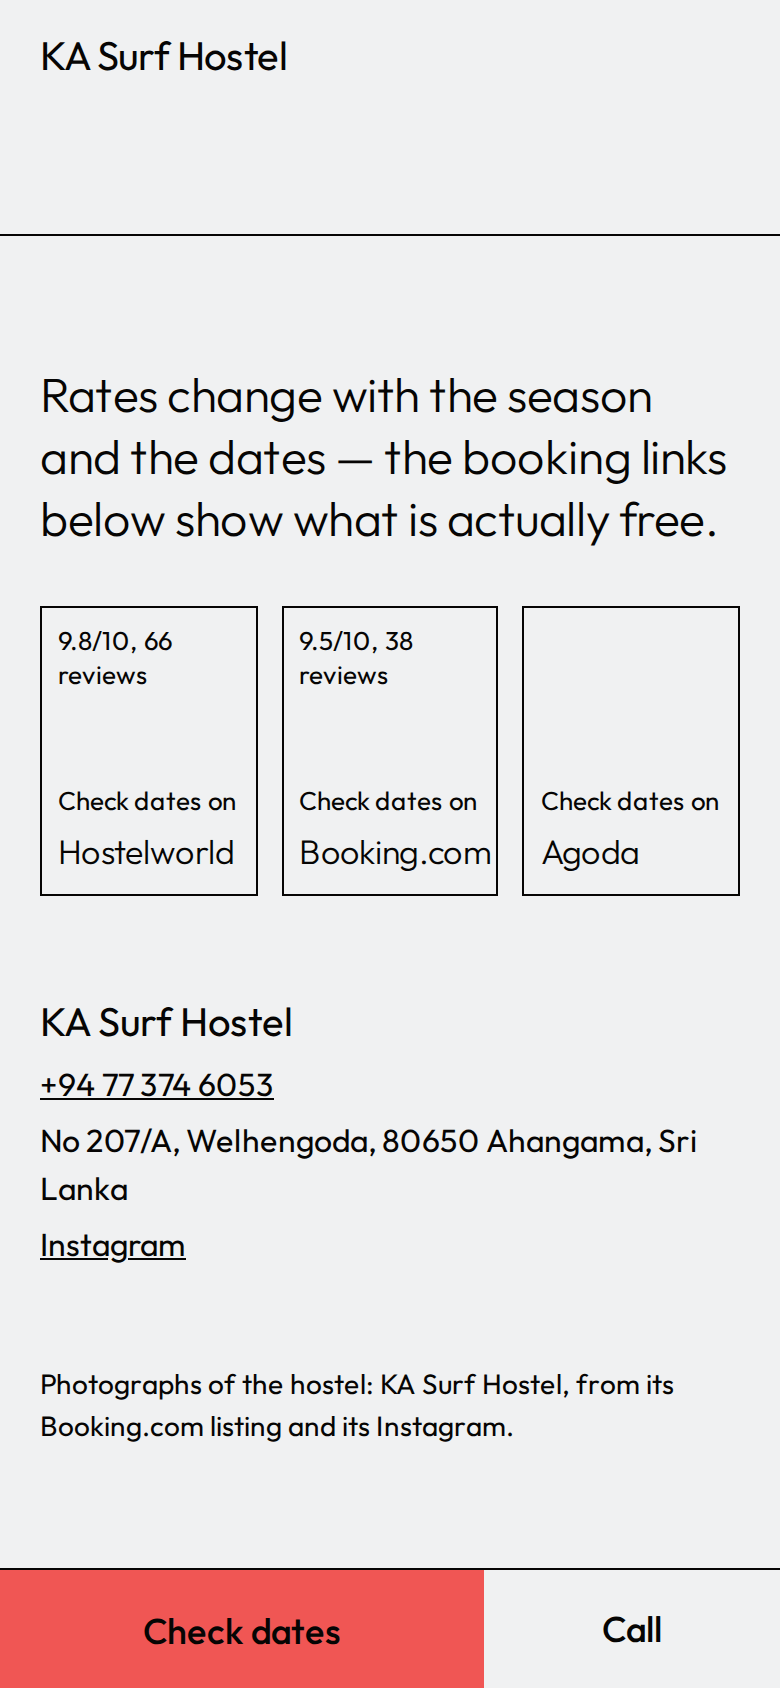 KA Surf Hostel
Rates change with the season
and the dates — the booking links
below show what is actually free.
9.8/10, 66
reviews
Check dates on
Hostelworld
9.5/10, 38
reviews
Check dates on
Booking.com
Check dates on
Agoda
KA Surf Hostel
+94 77 374 6053
No 207/A, Welhengoda, 80650 Ahangama, Sri
Lanka
Instagram
Photographs of the hostel: KA Surf Hostel, from its
Booking.com listing and its Instagram.
Check dates
Call